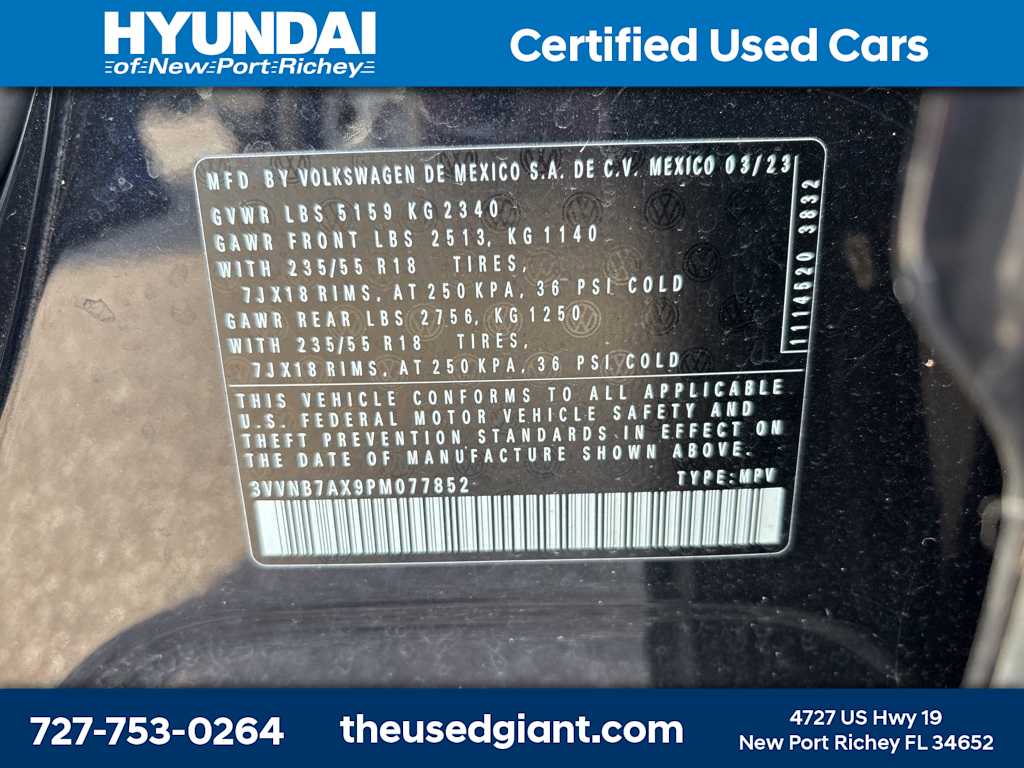 HYUNDAI
of New Port Richey
Certified Used Cars
MFD BY VOLKSWAGEN DE MEXICO S.A. DE C.V. MEXICO 03/23
GVWR LBS 5159 KG 2340
GAWR FRONT LBS 2513, KG 1140
WITH 235/55 R18 TIRES,
7JX18 RIMS, AT 250 KPA, 36 PSI COLD
GAWR REAR LBS 2756, KG 1250
WITH 235/55 R18 TIRES,
7JX18 RIMS, AT 250 KPA, 36 PSI COLD
1114520 3832
THIS VEHICLE CONFORMS TO ALL APPLICABLE
U.S. FEDERAL MOTOR VEHICLE SAFETY AND
THEFT PREVENTION STANDARDS IN EFFECT ON
THE DATE OF MANUFACTURE SHOWN ABOVE.
3VVNB7AX9PM077852 TYPE: MPV
727-753-0264
theusedgiant.com
4727 US Hwy 19
New Port Richey FL 34652